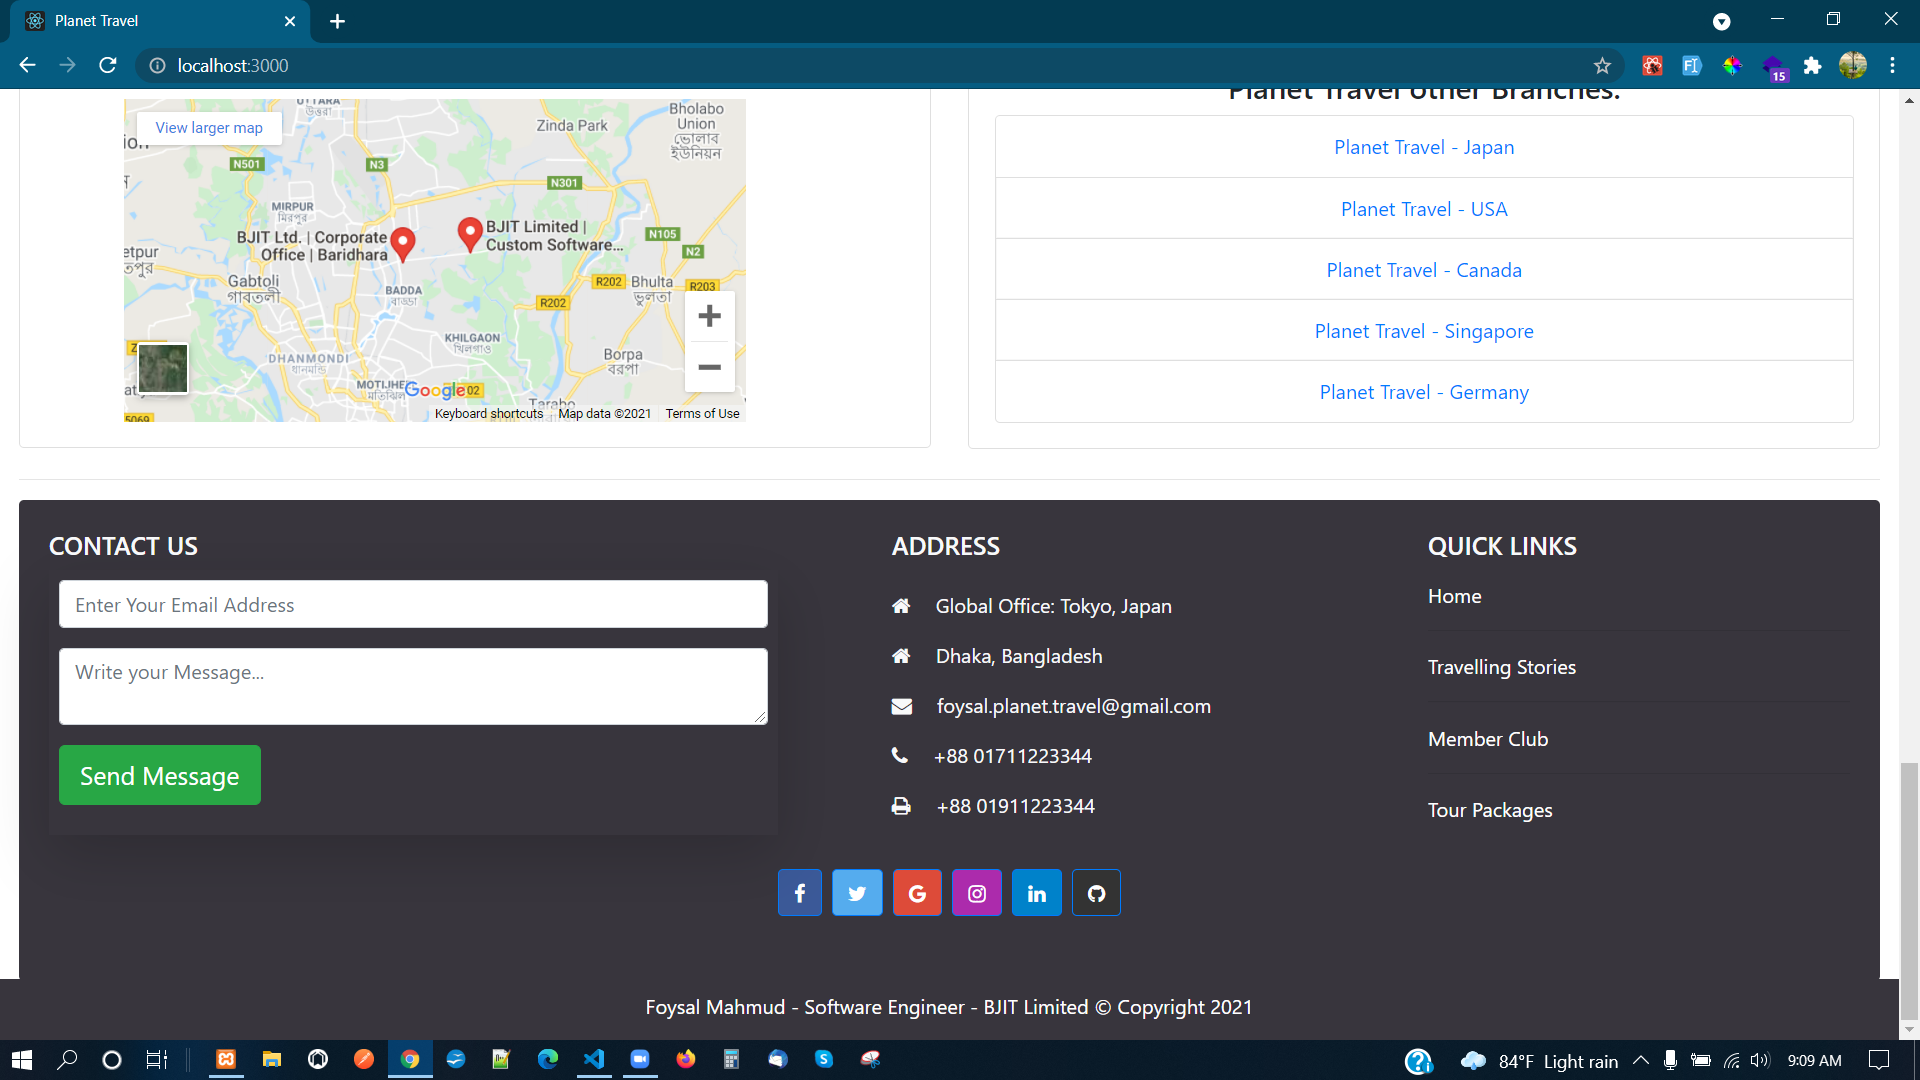 Planet Travel
localhost:3000
15
View larger map
UTTARA
উত্তরা
Zinda Park
Bholabo
Union
ভোলাব
ইউনিয়ন
N501
N3
N301
MIRPUR
মিরপুর
BJIT Ltd. | Corporate
Office | Baridhara
BJIT Limited |
Custom Software...
N105
N2
Gabtoli
গাবতলী
BADDA
বাড্ডা
R202
Bhulta
ভুলতা
R203
R202
KHILGAON
খিলগাও
DHANMONDI
ধানমন্ডি
Borpa
বরপা
MOTIJHEEL
মতিঝিল
Google
02
Tarabo
5069
Keyboard shortcuts Map data ©2021 Terms of Use
Planet Travel other Branches:
Planet Travel - Japan
Planet Travel - USA
Planet Travel - Canada
Planet Travel - Singapore
Planet Travel - Germany
CONTACT US
Enter Your Email Address
Write your Message...
Send Message
ADDRESS
Global Office: Tokyo, Japan
Dhaka, Bangladesh
foysal.planet.travel@gmail.com
+88 01711223344
+88 01911223344
QUICK LINKS
Home
Travelling Stories
Member Club
Tour Packages
Foysal Mahmud - Software Engineer - BJIT Limited © Copyright 2021
84°F Light rain
9:09 AM